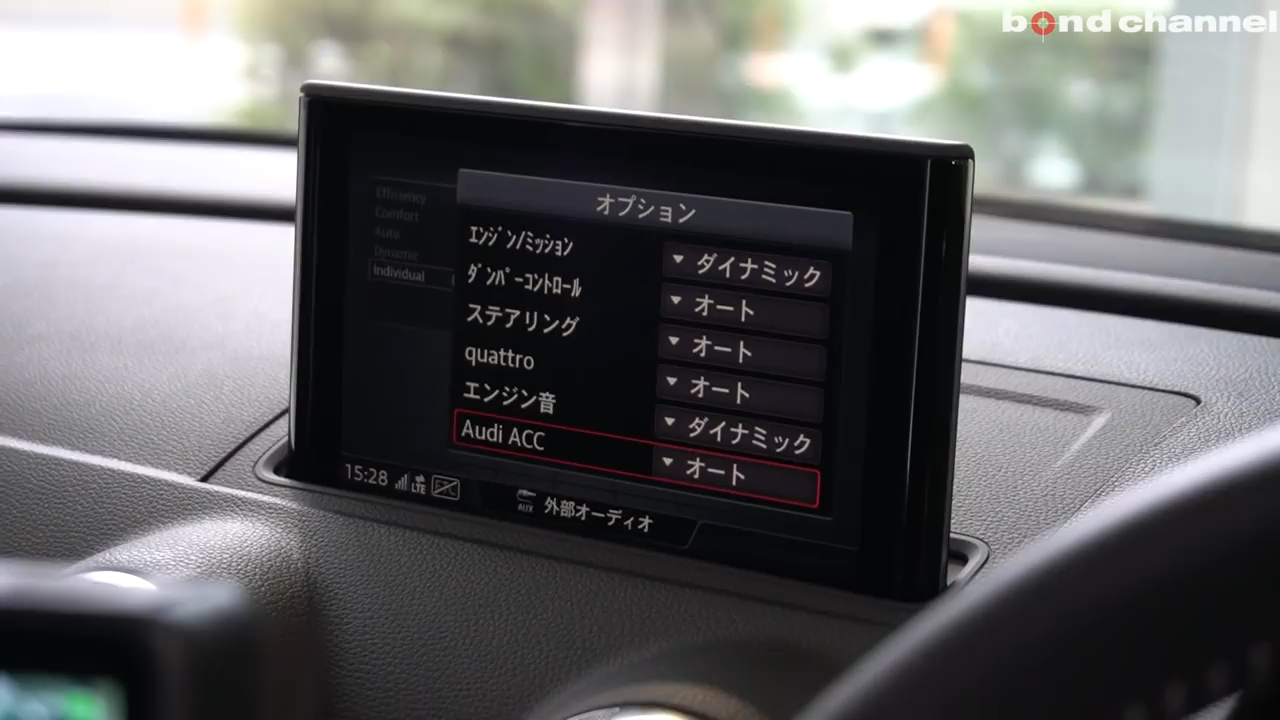 bond channel
Efficiency
Comfort
Auto
Dynamic
Individual
オプション
エンジン/ミッション ▼ ダイナミック
ダンパーコントロール ▼ オート
ステアリング ▼ オート
quattro ▼ オート
エンジン音 ▼ ダイナミック
Audi ACC ▼ オート
15:28 LTE ETC AUX 外部オーディオ